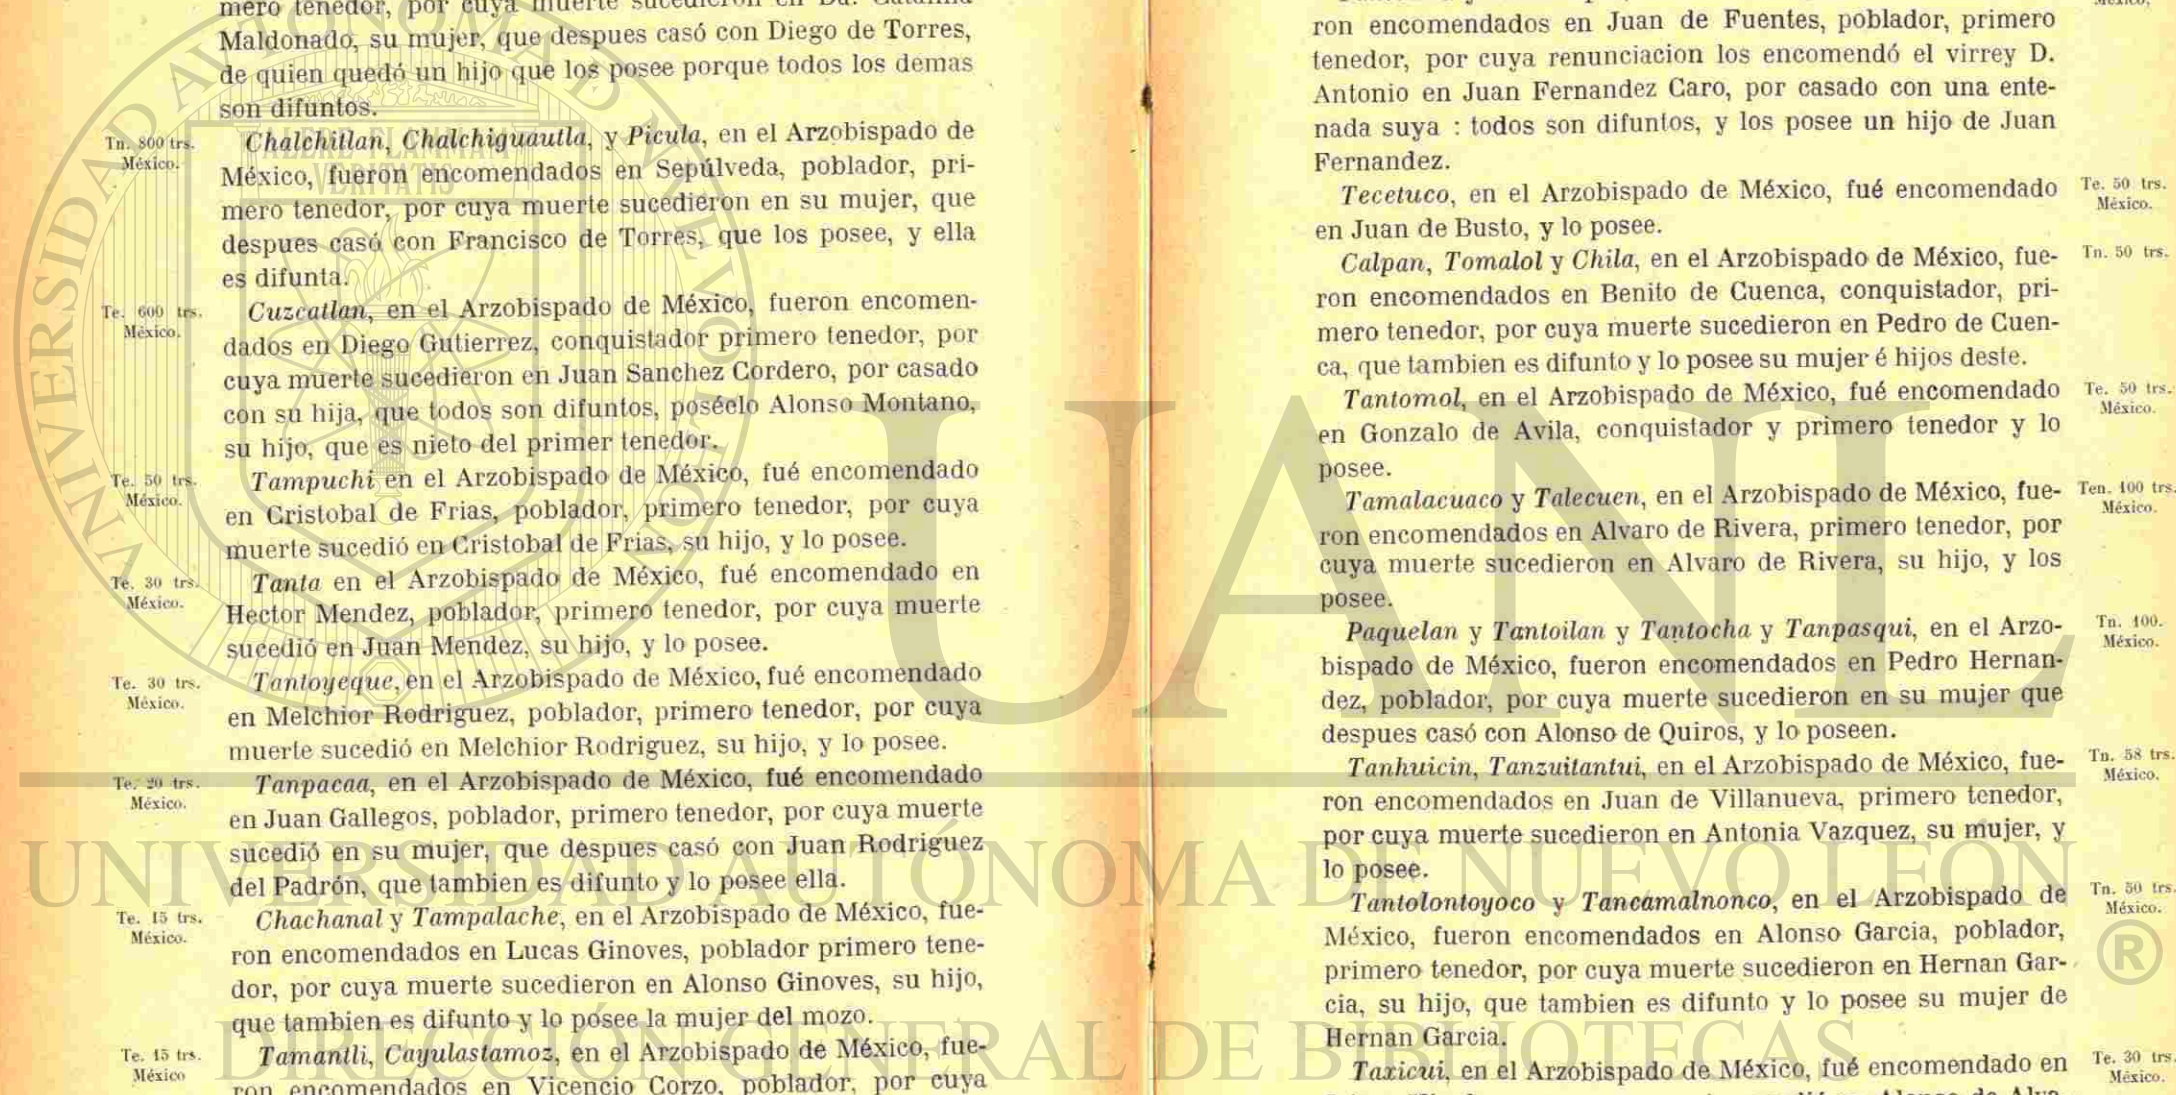 mero tenedor, por cuya muerte sucedieron en Da. Catalina
Maldonado, su mujer, que despues casó con Diego de Torres,
de quien quedó un hijo que los posee porque todos los demas
son difuntos.
Tn. 800 trs.
México.
Chalchitlan, Chalchiguautla, y Picula, en el Arzobispado de
México, fueron encomendados en Sepúlveda, poblador, pri-
mero tenedor, por cuya muerte sucedieron en su mujer, que
despues casó con Francisco de Torres, que los posee, y ella
es difunta.
Te. 600 trs.
México.
Cuzcatlan, en el Arzobispado de México, fueron encomen-
dados en Diego Gutierrez, conquistador primero tenedor, por
cuya muerte sucedieron en Juan Sanchez Cordero, por casado
con su hija, que todos son difuntos, poséelo Alonso Montano,
su hijo, que es nieto del primer tenedor.
Te. 50 trs.
México.
Tampuchi en el Arzobispado de México, fué encomendado
en Cristobal de Frias, poblador, primero tenedor, por cuya
muerte sucedió en Cristobal de Frias, su hijo, y lo posee.
Te. 30 trs.
México.
Tanta en el Arzobispado de México, fué encomendado en
Hector Mendez, poblador, primero tenedor, por cuya muerte
sucedió en Juan Mendez, su hijo, y lo posee.
Te. 30 trs.
México.
Tantoyeque, en el Arzobispado de México, fué encomendado
en Melchior Rodriguez, poblador, primero tenedor, por cuya
muerte sucedió en Melchior Rodriguez, su hijo, y lo posee.
Te. 20 trs.
México.
Tanpacaa, en el Arzobispado de México, fué encomendado
en Juan Gallegos, poblador, primero tenedor, por cuya muerte
sucedió en su mujer, que despues casó con Juan Rodriguez
del Padrón, que tambien es difunto y lo posee ella.
Te. 15 trs.
México.
Chachanal y Tampalache, en el Arzobispado de México, fue-
ron encomendados en Lucas Ginoves, poblador primero tene-
dor, por cuya muerte sucedieron en Alonso Ginoves, su hijo,
que tambien es difunto y lo posee la mujer del mozo.
Te. 15 trs.
México
Tamantli, Cayulastamoz, en el Arzobispado de México, fue-
ron encomendados en Vicencio Corzo, poblador, por cuya
México.
ron encomendados en Juan de Fuentes, poblador, primero
tenedor, por cuya renunciacion los encomendó el virrey D.
Antonio en Juan Fernandez Caro, por casado con una ente-
nada suya : todos son difuntos, y los posee un hijo de Juan
Fernandez.
Tecetuco, en el Arzobispado de México, fué encomendado
en Juan de Busto, y lo posee.
Te. 50 trs.
México.
Calpan, Tomalol y Chila, en el Arzobispado de México, fue-
ron encomendados en Benito de Cuenca, conquistador, pri-
mero tenedor, por cuya muerte sucedieron en Pedro de Cuen-
ca, que tambien es difunto y lo posee su mujer é hijos deste.
Tn. 50 trs.
Tantomol, en el Arzobispado de México, fué encomendado
en Gonzalo de Avila, conquistador y primero tenedor y lo
posee.
Te. 50 trs.
México.
Tamalacuaco y Talecuen, en el Arzobispado de México, fue-
ron encomendados en Alvaro de Rivera, primero tenedor, por
cuya muerte sucedieron en Alvaro de Rivera, su hijo, y los
posee.
Ten. 100 trs.
México.
Paquelan y Tantoilan y Tantocha y Tanpasqui, en el Arzo-
bispado de México, fueron encomendados en Pedro Hernan-
dez, poblador, por cuya muerte sucedieron en su mujer que
despues casó con Alonso de Quiros, y lo poseen.
Tn. 100.
México.
Tanhuicin, Tanzuitantui, en el Arzobispado de México, fue-
ron encomendados en Juan de Villanueva, primero tenedor,
por cuya muerte sucedieron en Antonia Vazquez, su mujer, y
lo posee.
Tn. 58 trs.
México.
Tantolontoyoco y Tancamalnonco, en el Arzobispado de
México, fueron encomendados en Alonso Garcia, poblador,
primero tenedor, por cuya muerte sucedieron en Hernan Gar-
cia, su hijo, que tambien es difunto y lo posee su mujer de
Hernan Garcia.
Tn. 50 trs.
México.
Taxicui, en el Arzobispado de México, fué encomendado en
Te. 30 trs.
México.
UNIVERSIDAD AUTÓNOMA DE NUEVO LEÓN
VALERE FLAMMAM
VERITATIS
UANL
UNIVERSIDAD AUTÓNOMA DE NUEVO LEÓN
®
DIRECCIÓN GENERAL DE BIBLIOTECAS